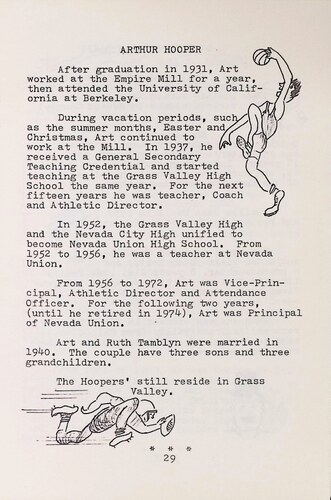 ARTHUR HOOPER
After graduation in 1931, Art
worked at the Empire Mill for a year,
then attended the University of Calif-
ornia at Berkeley.
During vacation periods, such
as the summer months, Easter and
Christmas, Art continued to
work at the Mill. In 1937, he
received a General Secondary
Teaching Credential and started
teaching at the Grass Valley High
School the same year. For the next
fifteen years he was teacher, Coach
and Athletic Director.
In 1952, the Grass Valley High
and the Nevada City High unified to
become Nevada Union High School. From
1952 to 1956, he was a teacher at Nevada
Union.
From 1956 to 1972, Art was Vice-Prin-
cipal, Athletic Director and Attendance
Officer. For the following two years,
(until he retired in 1974), Art was Principal
of Nevada Union.
Art and Ruth Tamblyn were married in
1940. The couple have three sons and three
grandchildren.
The Hoopers' still reside in Grass
Valley.
* * *
29